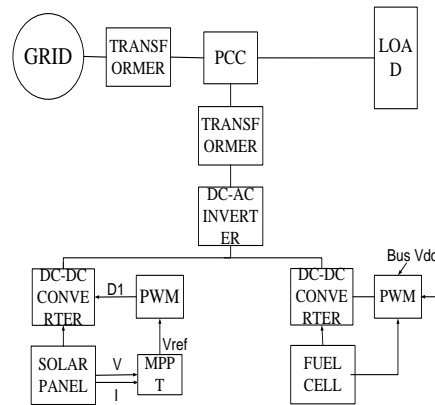 GRID
TRANSF
ORMER
PCC
LOA
D
TRANSF
ORMER
DC-AC
INVERT
ER
DC-DC
CONVE
RTER
D1
PWM
Vref
SOLAR
PANEL
V
I
MPP
T
DC-DC
CONVE
RTER
Bus Vdc
PWM
FUEL
CELL